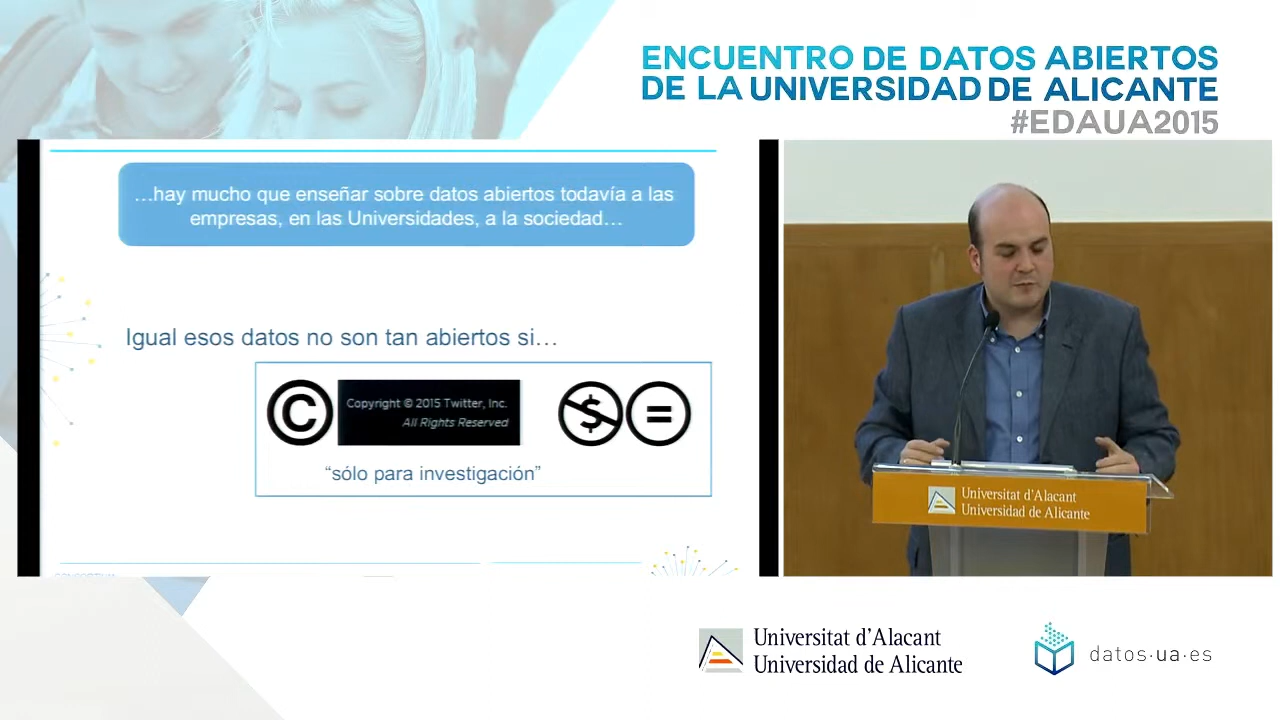 ENCUENTRO DE DATOS ABIERTOS
DE LA UNIVERSIDAD DE ALICANTE
#EDAUA2015
…hay mucho que enseñar sobre datos abiertos todavía a las
empresas, en las Universidades, a la sociedad…
Igual esos datos no son tan abiertos si…
©
Copyright © 2015 Twitter, Inc.
All Rights Reserved
$ =
“sólo para investigación”
Universitat d'Alacant
Universidad de Alicante
Universitat d'Alacant
Universidad de Alicante
datos·ua·es